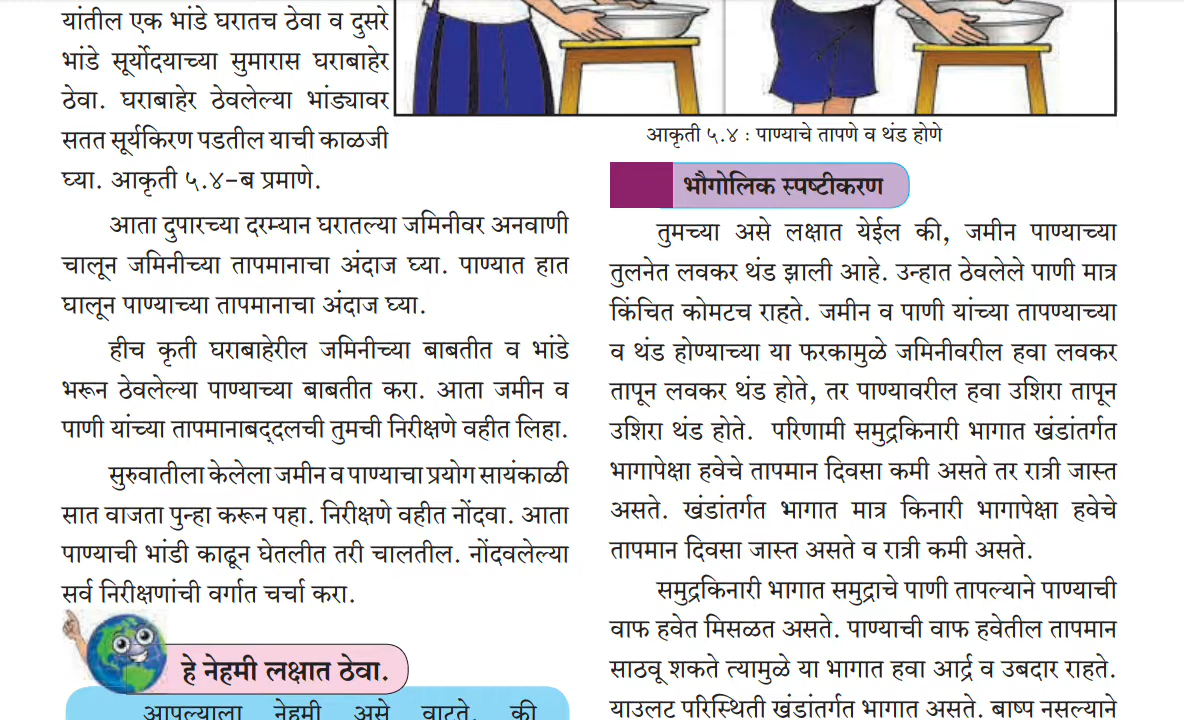 यांतील एक भांडे घरातच ठेवा व दुसरे
भांडे सूर्योदयाच्या सुमारास घराबाहेर
ठेवा. घराबाहेर ठेवलेल्या भांड्यावर
सतत सूर्यकिरण पडतील याची काळजी
घ्या. आकृती ५.४-ब प्रमाणे.
आता दुपारच्या दरम्यान घरातल्या जमिनीवर अनवाणी
चालून जमिनीच्या तापमानाचा अंदाज घ्या. पाण्यात हात
घालून पाण्याच्या तापमानाचा अंदाज घ्या.
हीच कृती घराबाहेरील जमिनीच्या बाबतीत व भांडे
भरून ठेवलेल्या पाण्याच्या बाबतीत करा. आता जमीन व
पाणी यांच्या तापमानाबद्दलची तुमची निरीक्षणे वहीत लिहा.
सुरुवातीला केलेला जमीन व पाण्याचा प्रयोग सायंकाळी
सात वाजता पुन्हा करून पहा. निरीक्षणे वहीत नोंदवा. आता
पाण्याची भांडी काढून घेतलीत तरी चालतील. नोंदवलेल्या
सर्व निरीक्षणांची वर्गात चर्चा करा.
हे नेहमी लक्षात ठेवा.
आपल्याला नेहमी असे वाटते, की
आकृती ५.४ : पाण्याचे तापणे व थंड होणे
भौगोलिक स्पष्टीकरण
तुमच्या असे लक्षात येईल की, जमीन पाण्याच्या
तुलनेत लवकर थंड झाली आहे. उन्हात ठेवलेले पाणी मात्र
किंचित कोमटच राहते. जमीन व पाणी यांच्या तापण्याच्या
व थंड होण्याच्या या फरकामुळे जमिनीवरील हवा लवकर
तापून लवकर थंड होते, तर पाण्यावरील हवा उशिरा तापून
उशिरा थंड होते. परिणामी समुद्रकिनारी भागात खंडांतर्गत
भागापेक्षा हवेचे तापमान दिवसा कमी असते तर रात्री जास्त
असते. खंडांतर्गत भागात मात्र किनारी भागापेक्षा हवेचे
तापमान दिवसा जास्त असते व रात्री कमी असते.
समुद्रकिनारी भागात समुद्राचे पाणी तापल्याने पाण्याची
वाफ हवेत मिसळत असते. पाण्याची वाफ हवेतील तापमान
साठवू शकते त्यामुळे या भागात हवा आर्द्र व उबदार राहते.
याउलट परिस्थिती खंडांतर्गत भागात असते. बाष्प नसल्याने